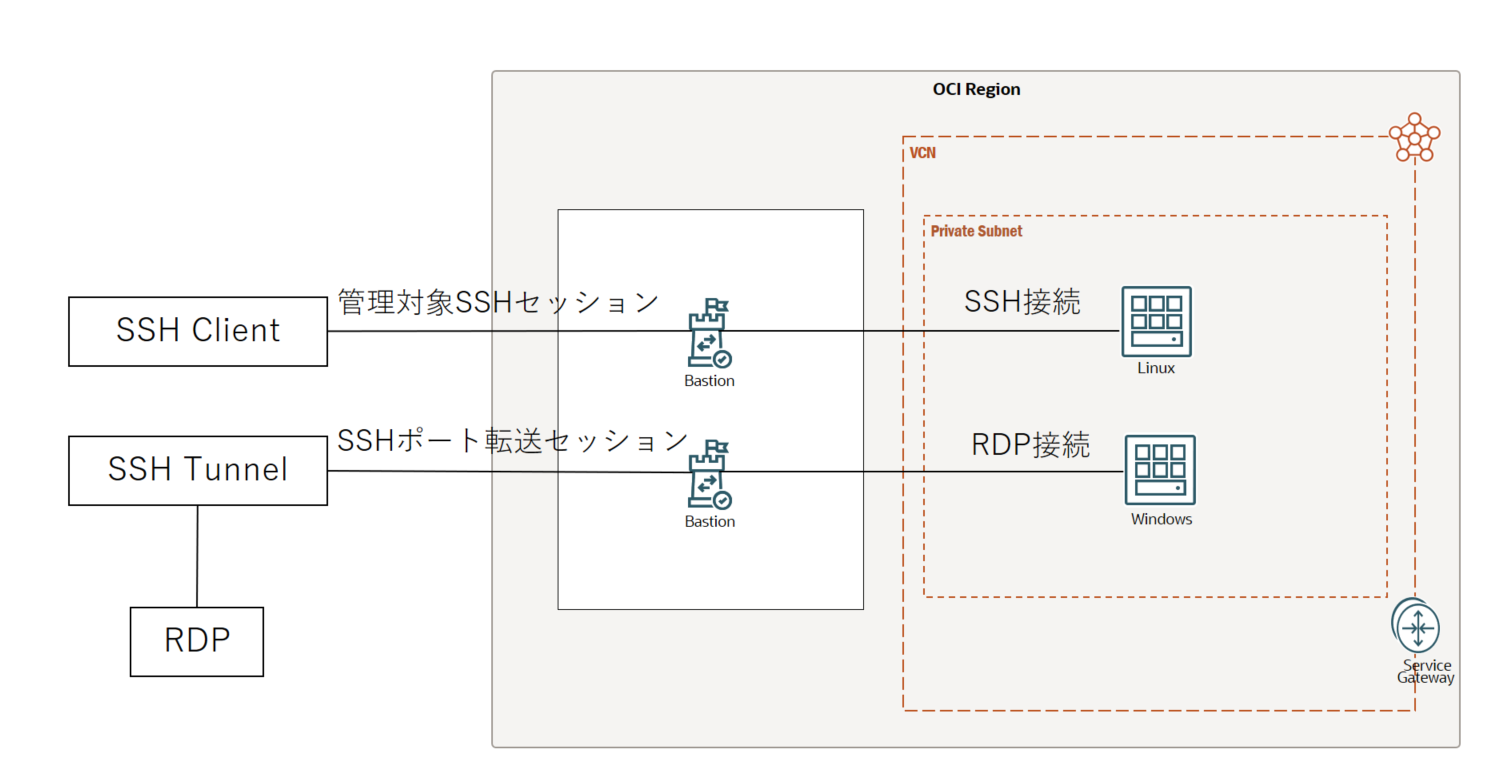 OCI Region
VCN
Private Subnet
管理対象SSHセッション
SSH接続
SSH Client
Bastion
Linux
SSHポート転送セッション
RDP接続
SSH Tunnel
Bastion
Windows
RDP
Service
Gateway